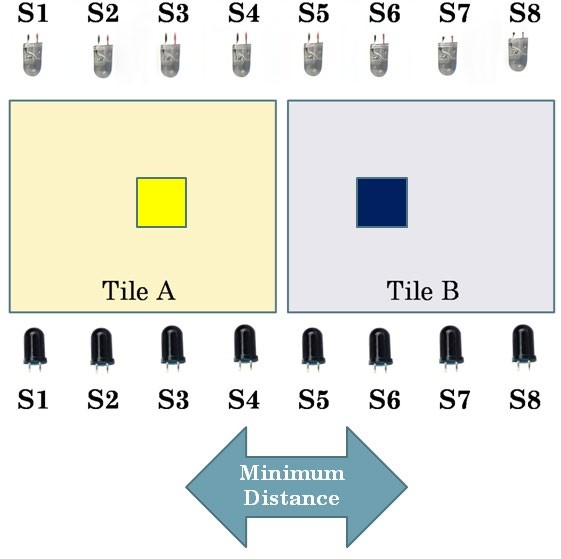 S1 S2 S3 S4 S5 S6 S7 S8
Tile A
Tile B
S1 S2 S3 S4 S5 S6 S7 S8
Minimum
Distance